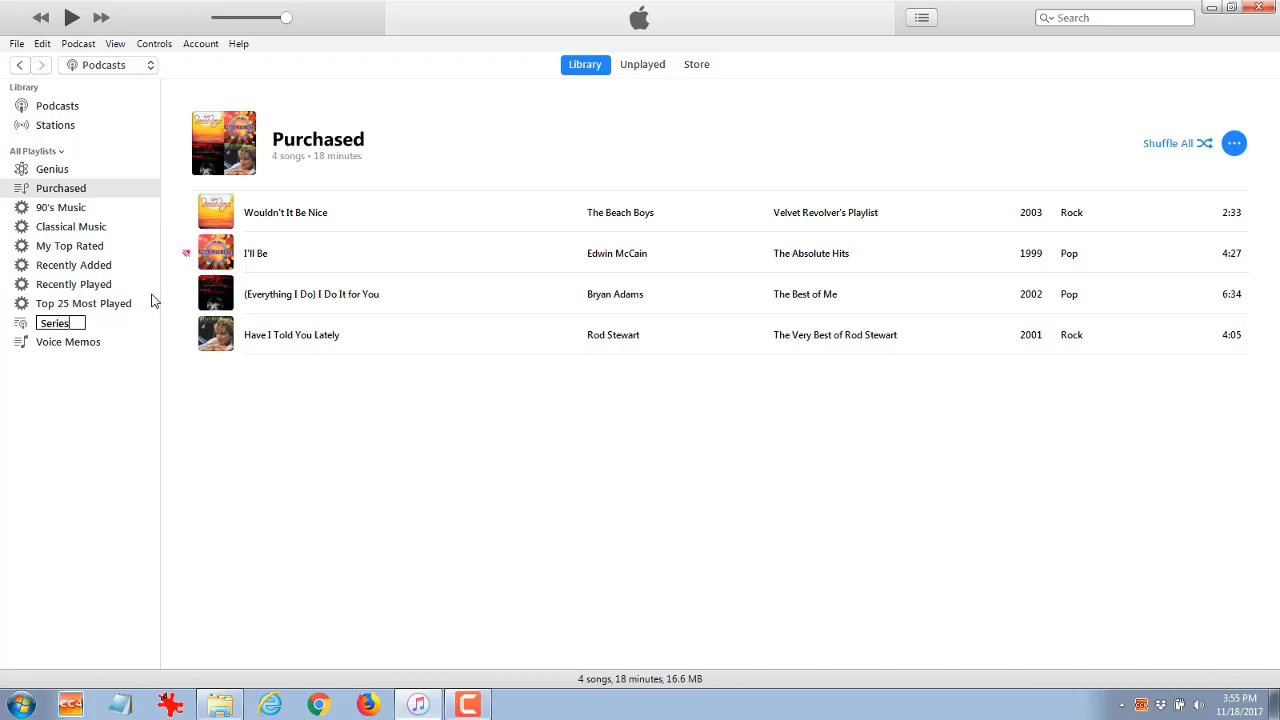 Search
File Edit Podcast View Controls Account Help
Podcasts
Library Unplayed Store
Library
Podcasts
Stations
All Playlists
Genius
Purchased
90's Music
Classical Music
My Top Rated
Recently Added
Recently Played
Top 25 Most Played
Series
Voice Memos
Purchased
4 songs • 18 minutes
Shuffle All
Wouldn't It Be Nice The Beach Boys Velvet Revolver's Playlist 2003 Rock 2:33
I'll Be Edwin McCain The Absolute Hits 1999 Pop 4:27
(Everything I Do) I Do It for You Bryan Adams The Best of Me 2002 Pop 6:34
Have I Told You Lately Rod Stewart The Very Best of Rod Stewart 2001 Rock 4:05
4 songs, 18 minutes, 16.6 MB
CC4
3:55 PM
11/18/2017